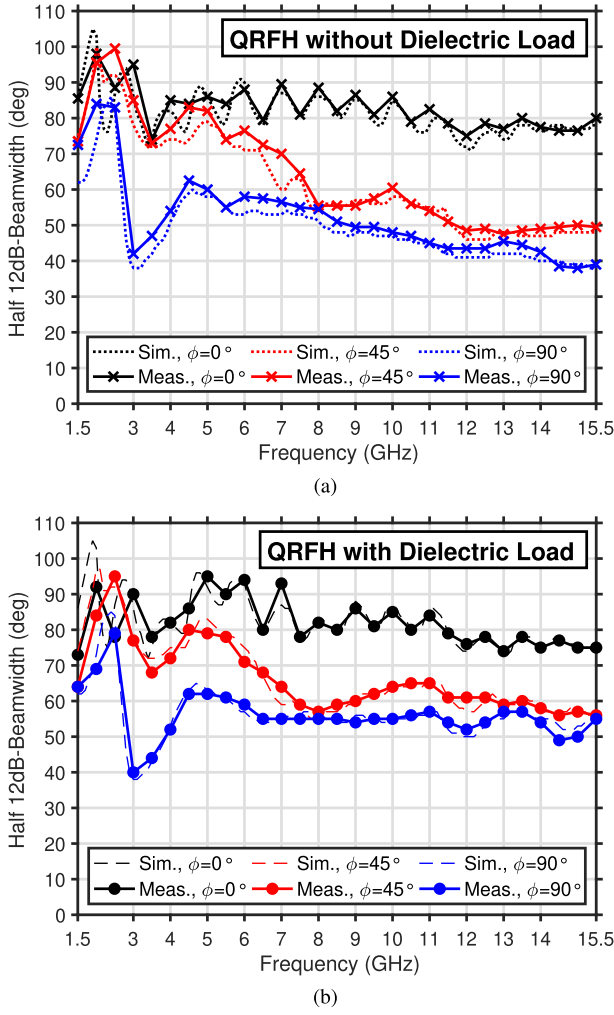 QRFH without Dielectric Load
110
100
90
80
70
60
50
40
30
20
10
0
Half 12dB-Beamwidth (deg)
Sim., ϕ=0° Sim., ϕ=45° Sim., ϕ=90°
Meas., ϕ=0° Meas., ϕ=45° Meas., ϕ=90°
1.5 3 4 5 6 7 8 9 10 11 12 13 14 15.5
Frequency (GHz)
(a)
QRFH with Dielectric Load
110
100
90
80
70
60
50
40
30
20
10
0
Half 12dB-Beamwidth (deg)
Sim., ϕ=0° Sim., ϕ=45° Sim., ϕ=90°
Meas., ϕ=0° Meas., ϕ=45° Meas., ϕ=90°
1.5 3 4 5 6 7 8 9 10 11 12 13 14 15.5
Frequency (GHz)
(b)